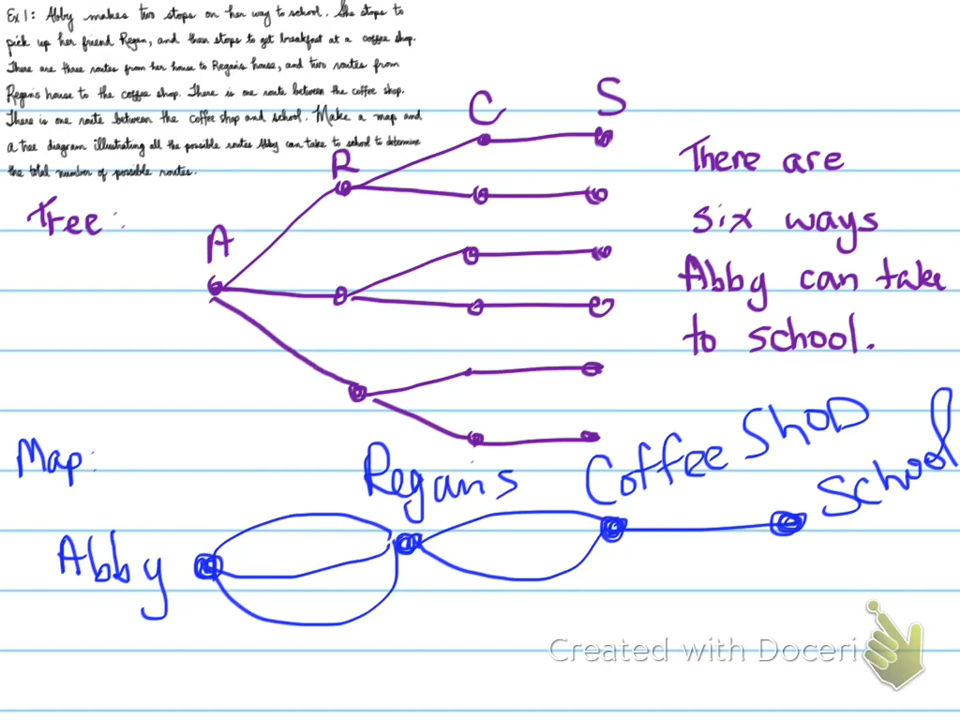 Ex 1: Abby makes two stops on her way to school. She stops to
pick up her friend Regan, and then stops to get breakfast at a coffee shop.
There are three routes from her house to Regan's house, and two routes from
Regan's house to the coffee shop. There is one route between the coffee shop.
There is one route between the coffee shop and school. Make a map and
a tree diagram illustrating all the possible routes Abby can take to school to determine
the total number of possible routes.
Tree:
A
R
C
S
There are
six ways
Abby can take
to school.
Map:
Abby
Regan's
Coffee Shop
School
Created with Doceri